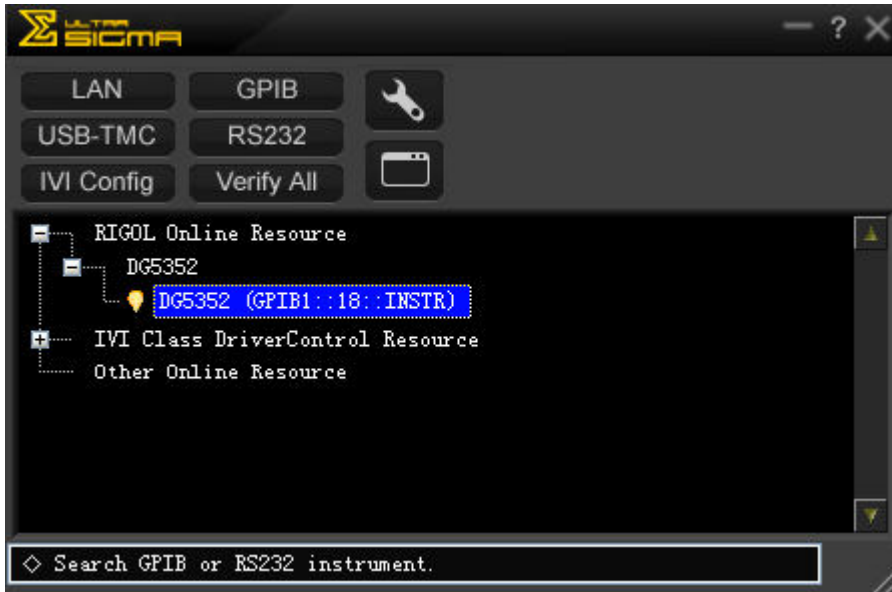 ULTRA
SIGMA
?
LAN GPIB
USB-TMC RS232
IVI Config Verify All
RIGOL Online Resource
DG5352
DG5352 (GPIB1::18::INSTR)
IVI Class DriverControl Resource
Other Online Resource
◇ Search GPIB or RS232 instrument.